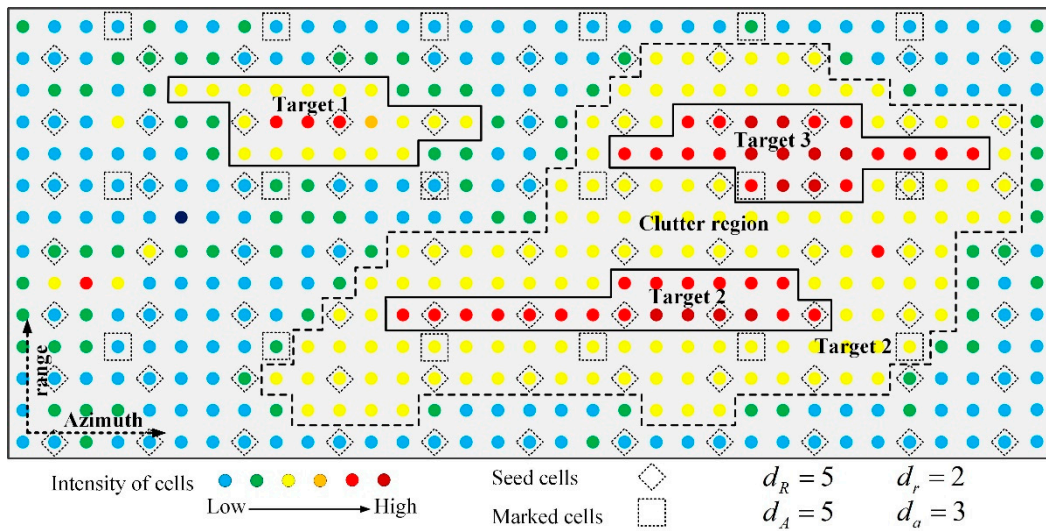 Target 1
Target 3
Clutter region
Target 2
Target 2
range
Azimuth
Intensity of cells
Low
High
Seed cells
Marked cells
d_R = 5
d_r = 2
d_A = 5
d_a = 3